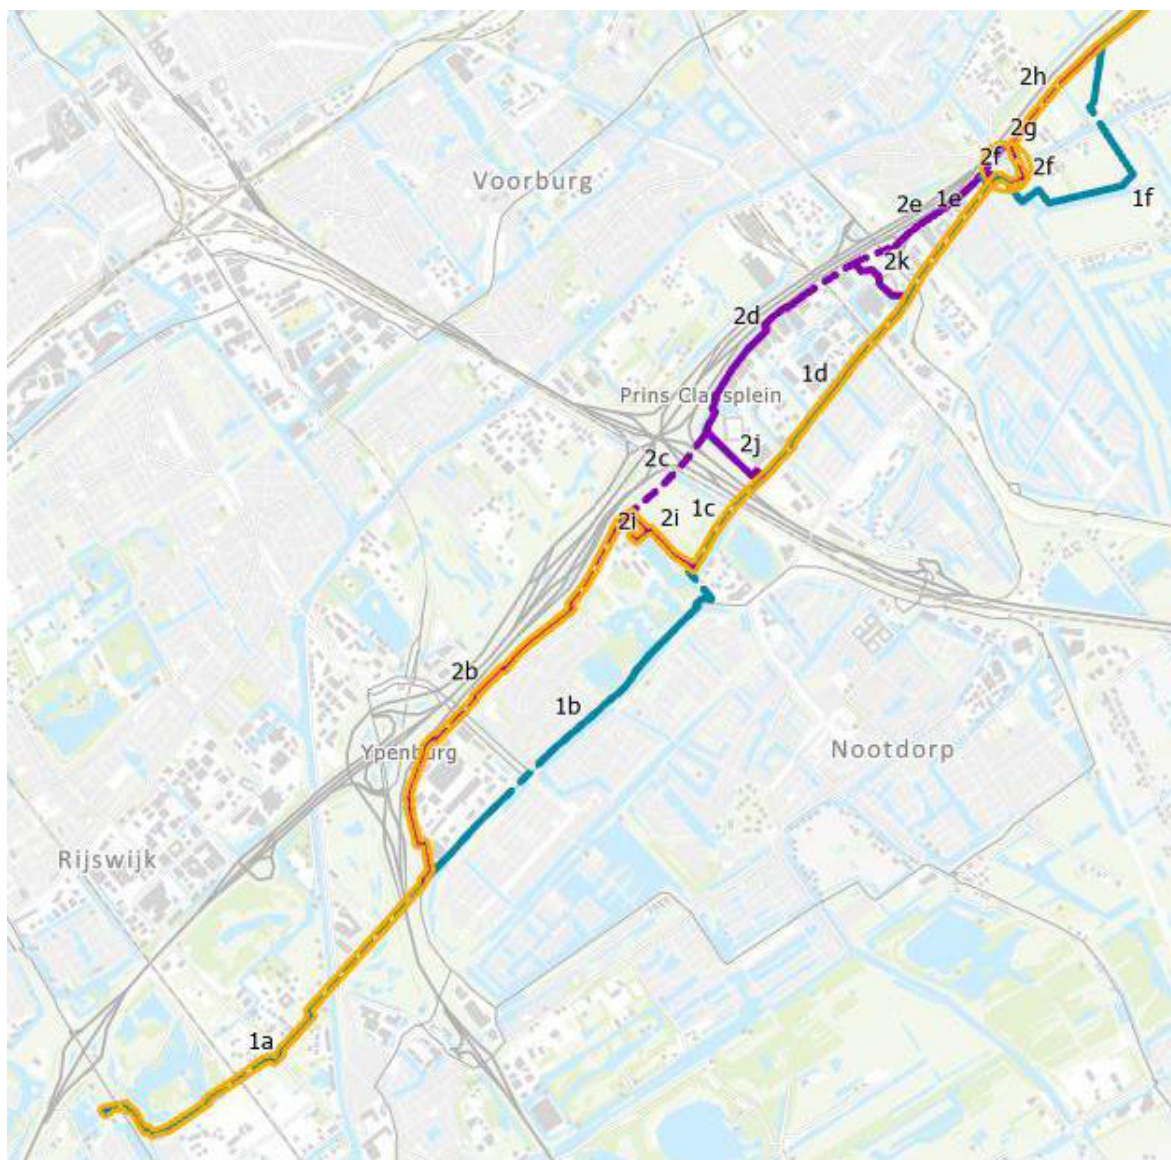 2h
2g
2f
2f
1f
Voorburg
2e
1e
2k
2d
1d
Prins Clausplein
2j
2c
1c
2i
2i
2b
1b
Nootdorp
Ypenburg
Rijswijk
1a